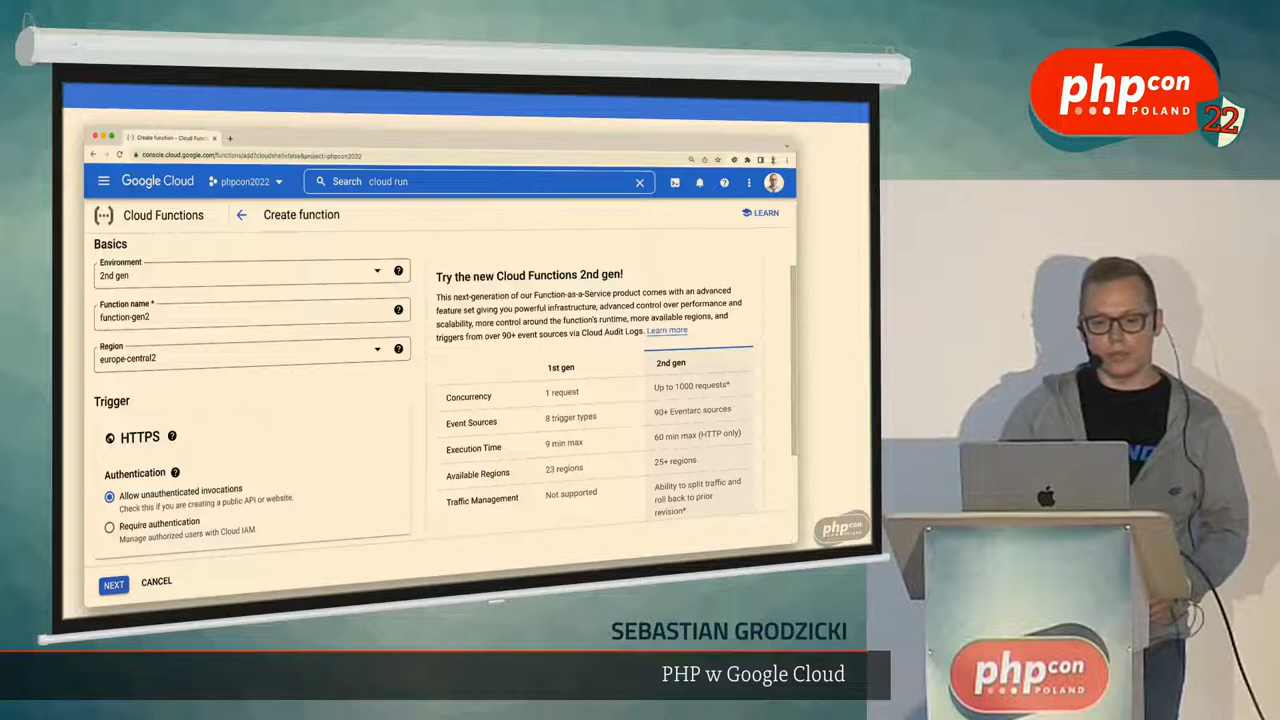 Create function – Cloud Func
console.cloud.google.com/functions/add?cloudshell=false&project=phpcon2022
Google Cloud
phpcon2022
Search cloud run
Cloud Functions
Create function
LEARN
Basics
Environment
2nd gen
Function name *
function-gen2
Region
europe-central2
Trigger
HTTPS
Authentication
Allow unauthenticated invocations
Check this if you are creating a public API or website.
Require authentication
Manage authorized users with Cloud IAM.
NEXT CANCEL
Try the new Cloud Functions 2nd gen!
This next-generation of our Function-as-a-Service product comes with an advanced
feature set giving you powerful infrastructure, advanced control over performance and
scalability, more control around the function's runtime, more available regions, and
triggers from over 90+ event sources via Cloud Audit Logs. Learn more
1st gen 2nd gen
Concurrency 1 request Up to 1000 requests*
Event Sources 8 trigger types 90+ Eventarc sources
Execution Time 9 min max 60 min max (HTTP only)
Available Regions 23 regions 25+ regions
Traffic Management Not supported Ability to split traffic and
roll back to prior
revision*
phpcon
POLAND
phpcon
POLAND
22
phpcon
POLAND
SEBASTIAN GRODZICKI
PHP w Google Cloud